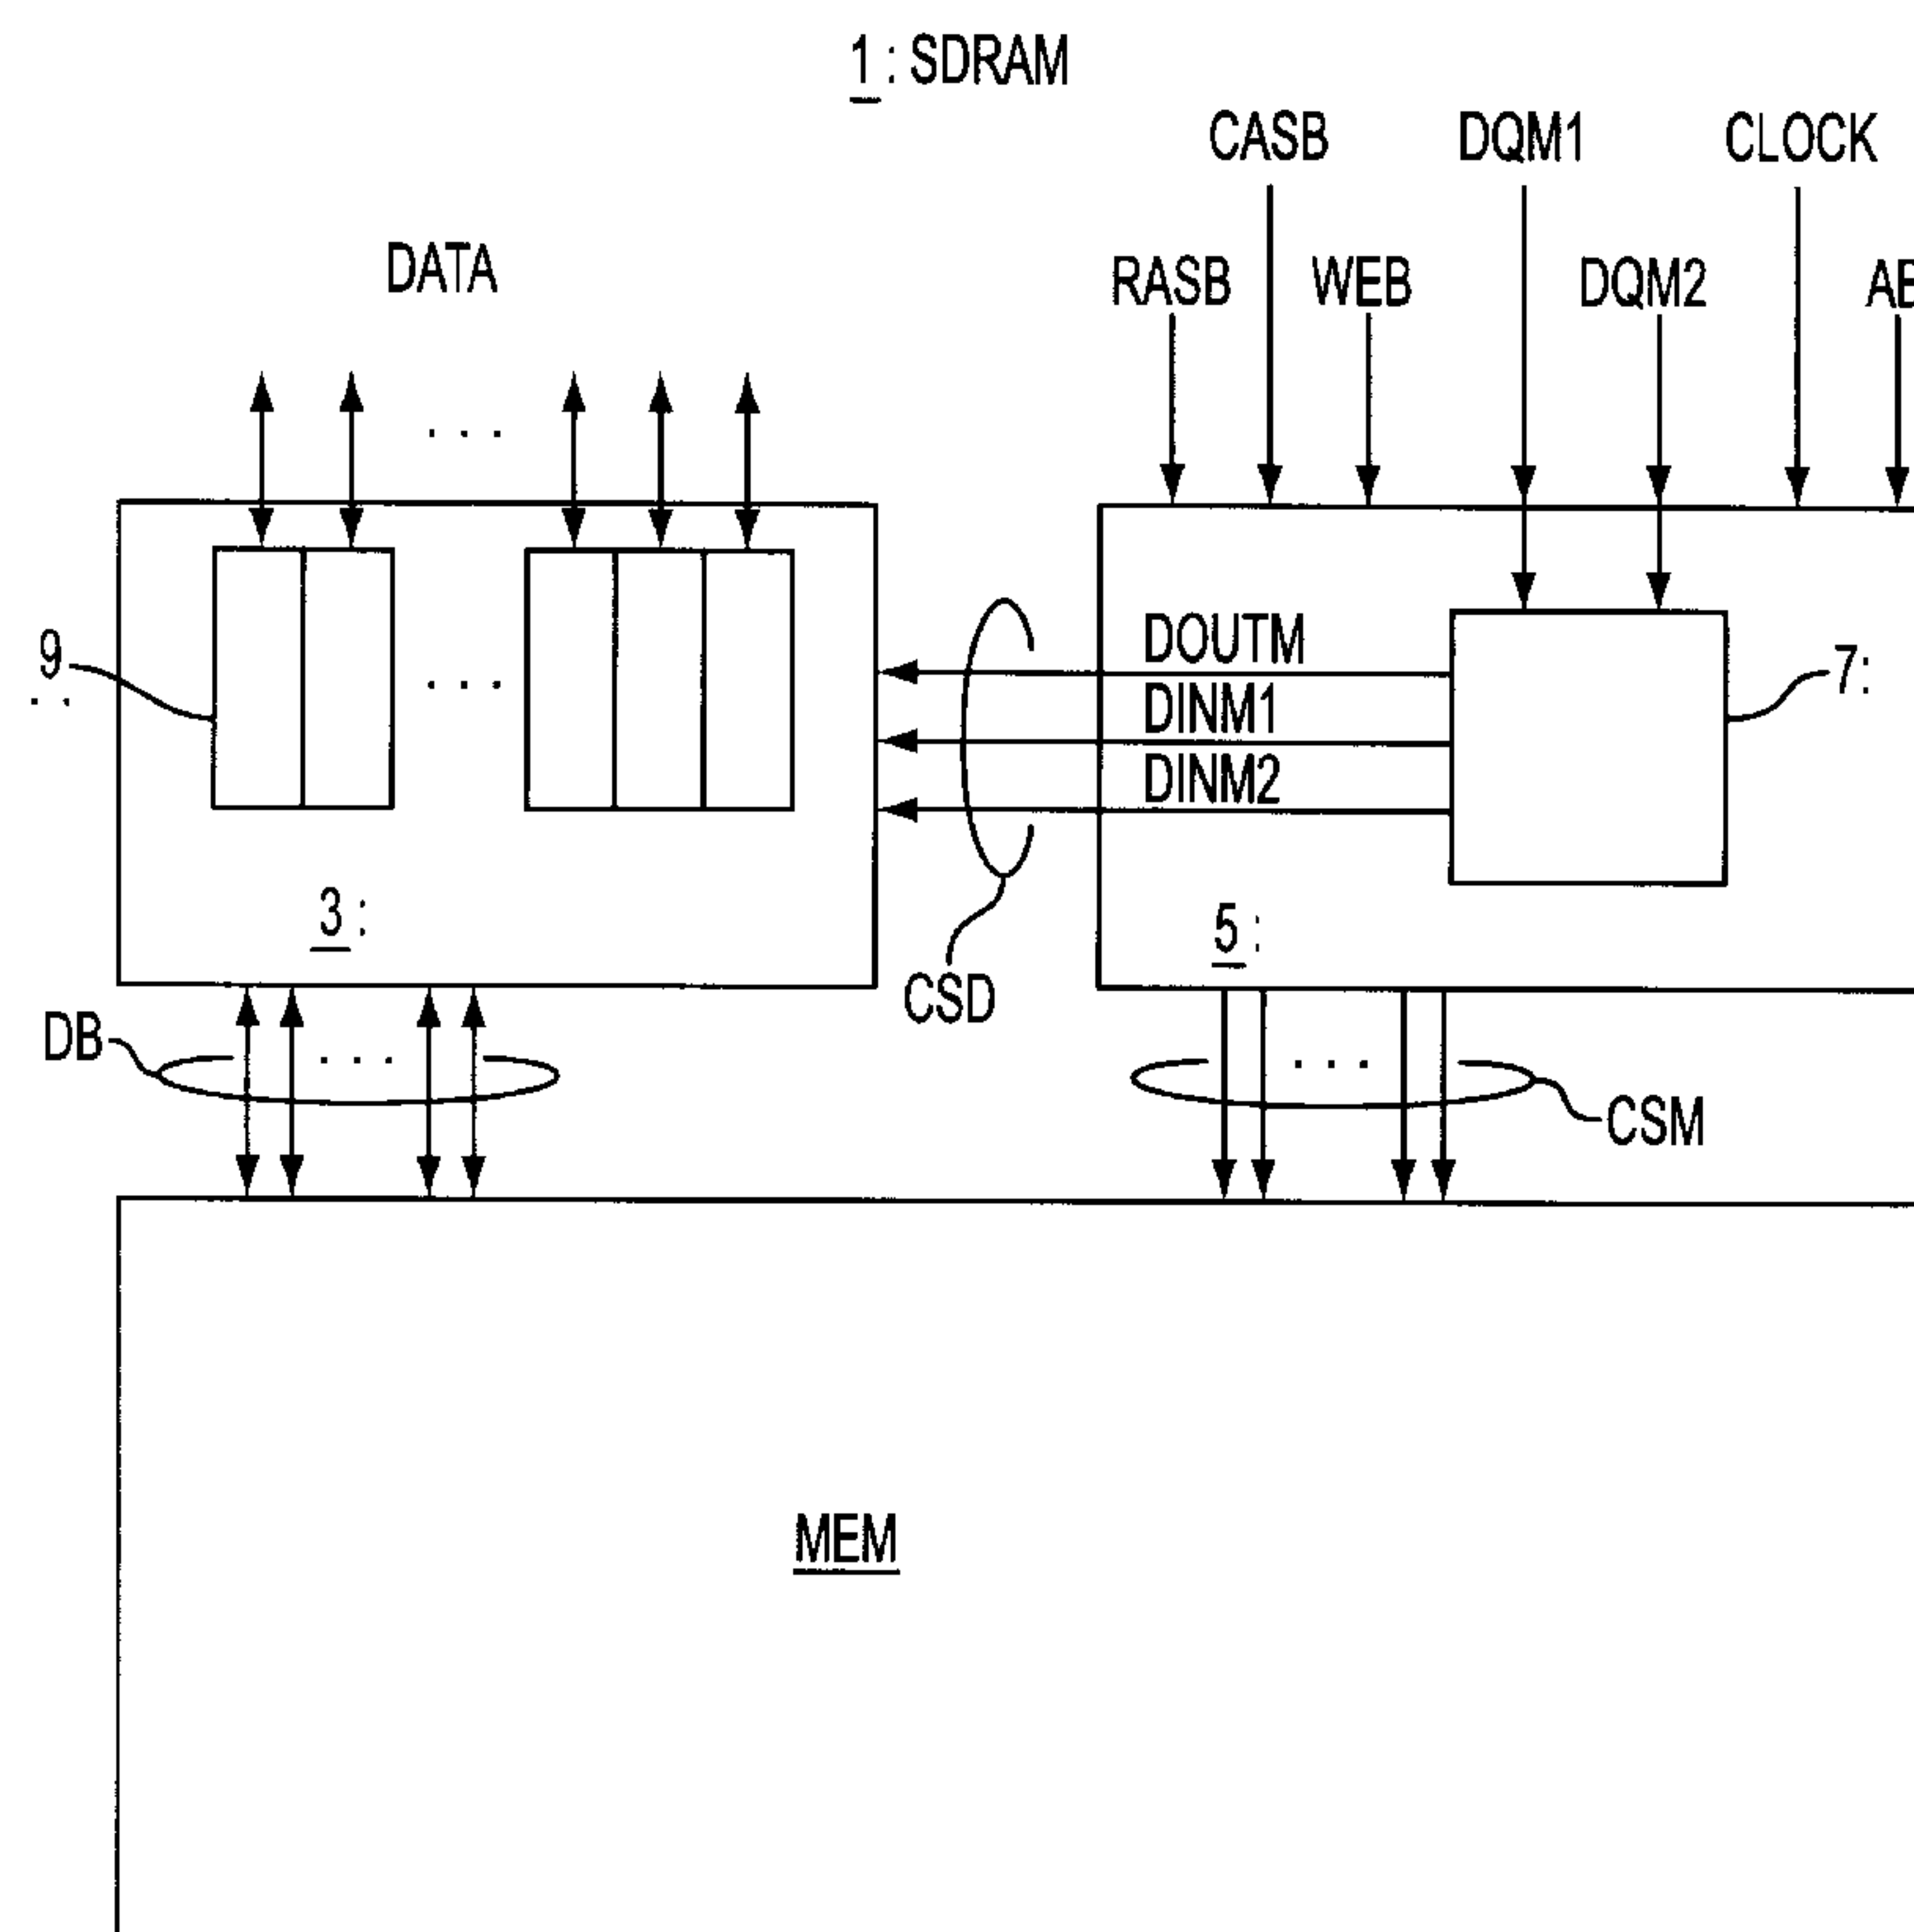 1 : SDRAM
CASB DQM1 CLOCK
DATA RASB WEB DQM2 AB
9
:
DOUTM
DINM1
DINM2
7:
3 :
5 :
CSD
DB
CSM
MEM